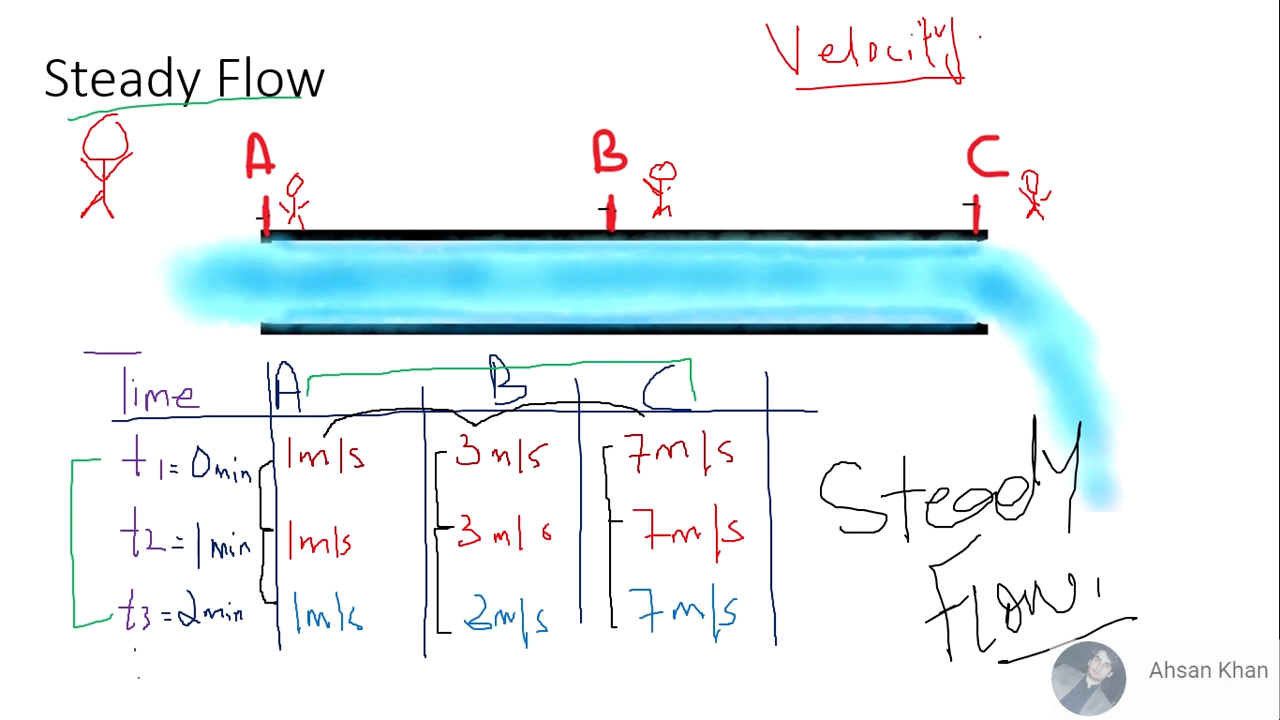 Steady Flow
Velocity
A B C
Time A B C
t1 = 0min 1m/s 3m/s 7m/s
t2 = 1min 1m/s 3m/s 7m/s
t3 = 2min 1m/s 2m/s 7m/s
Steady
Flow.
Ahsan Khan